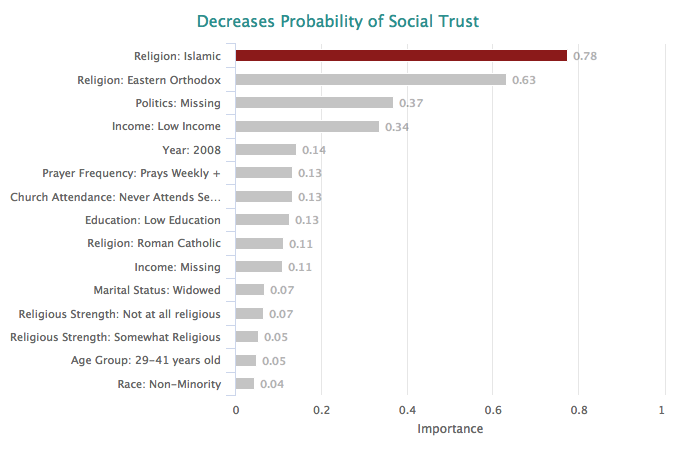 Decreases Probability of Social Trust
Religion: Islamic 0.78
Religion: Eastern Orthodox 0.63
Politics: Missing 0.37
Income: Low Income 0.34
Year: 2008 0.14
Prayer Frequency: Prays Weekly + 0.13
Church Attendance: Never Attends Se... 0.13
Education: Low Education 0.13
Religion: Roman Catholic 0.11
Income: Missing 0.11
Marital Status: Widowed 0.07
Religious Strength: Not at all religious 0.07
Religious Strength: Somewhat Religious 0.05
Age Group: 29-41 years old 0.05
Race: Non-Minority 0.04
0 0.2 0.4 0.6 0.8 1
Importance